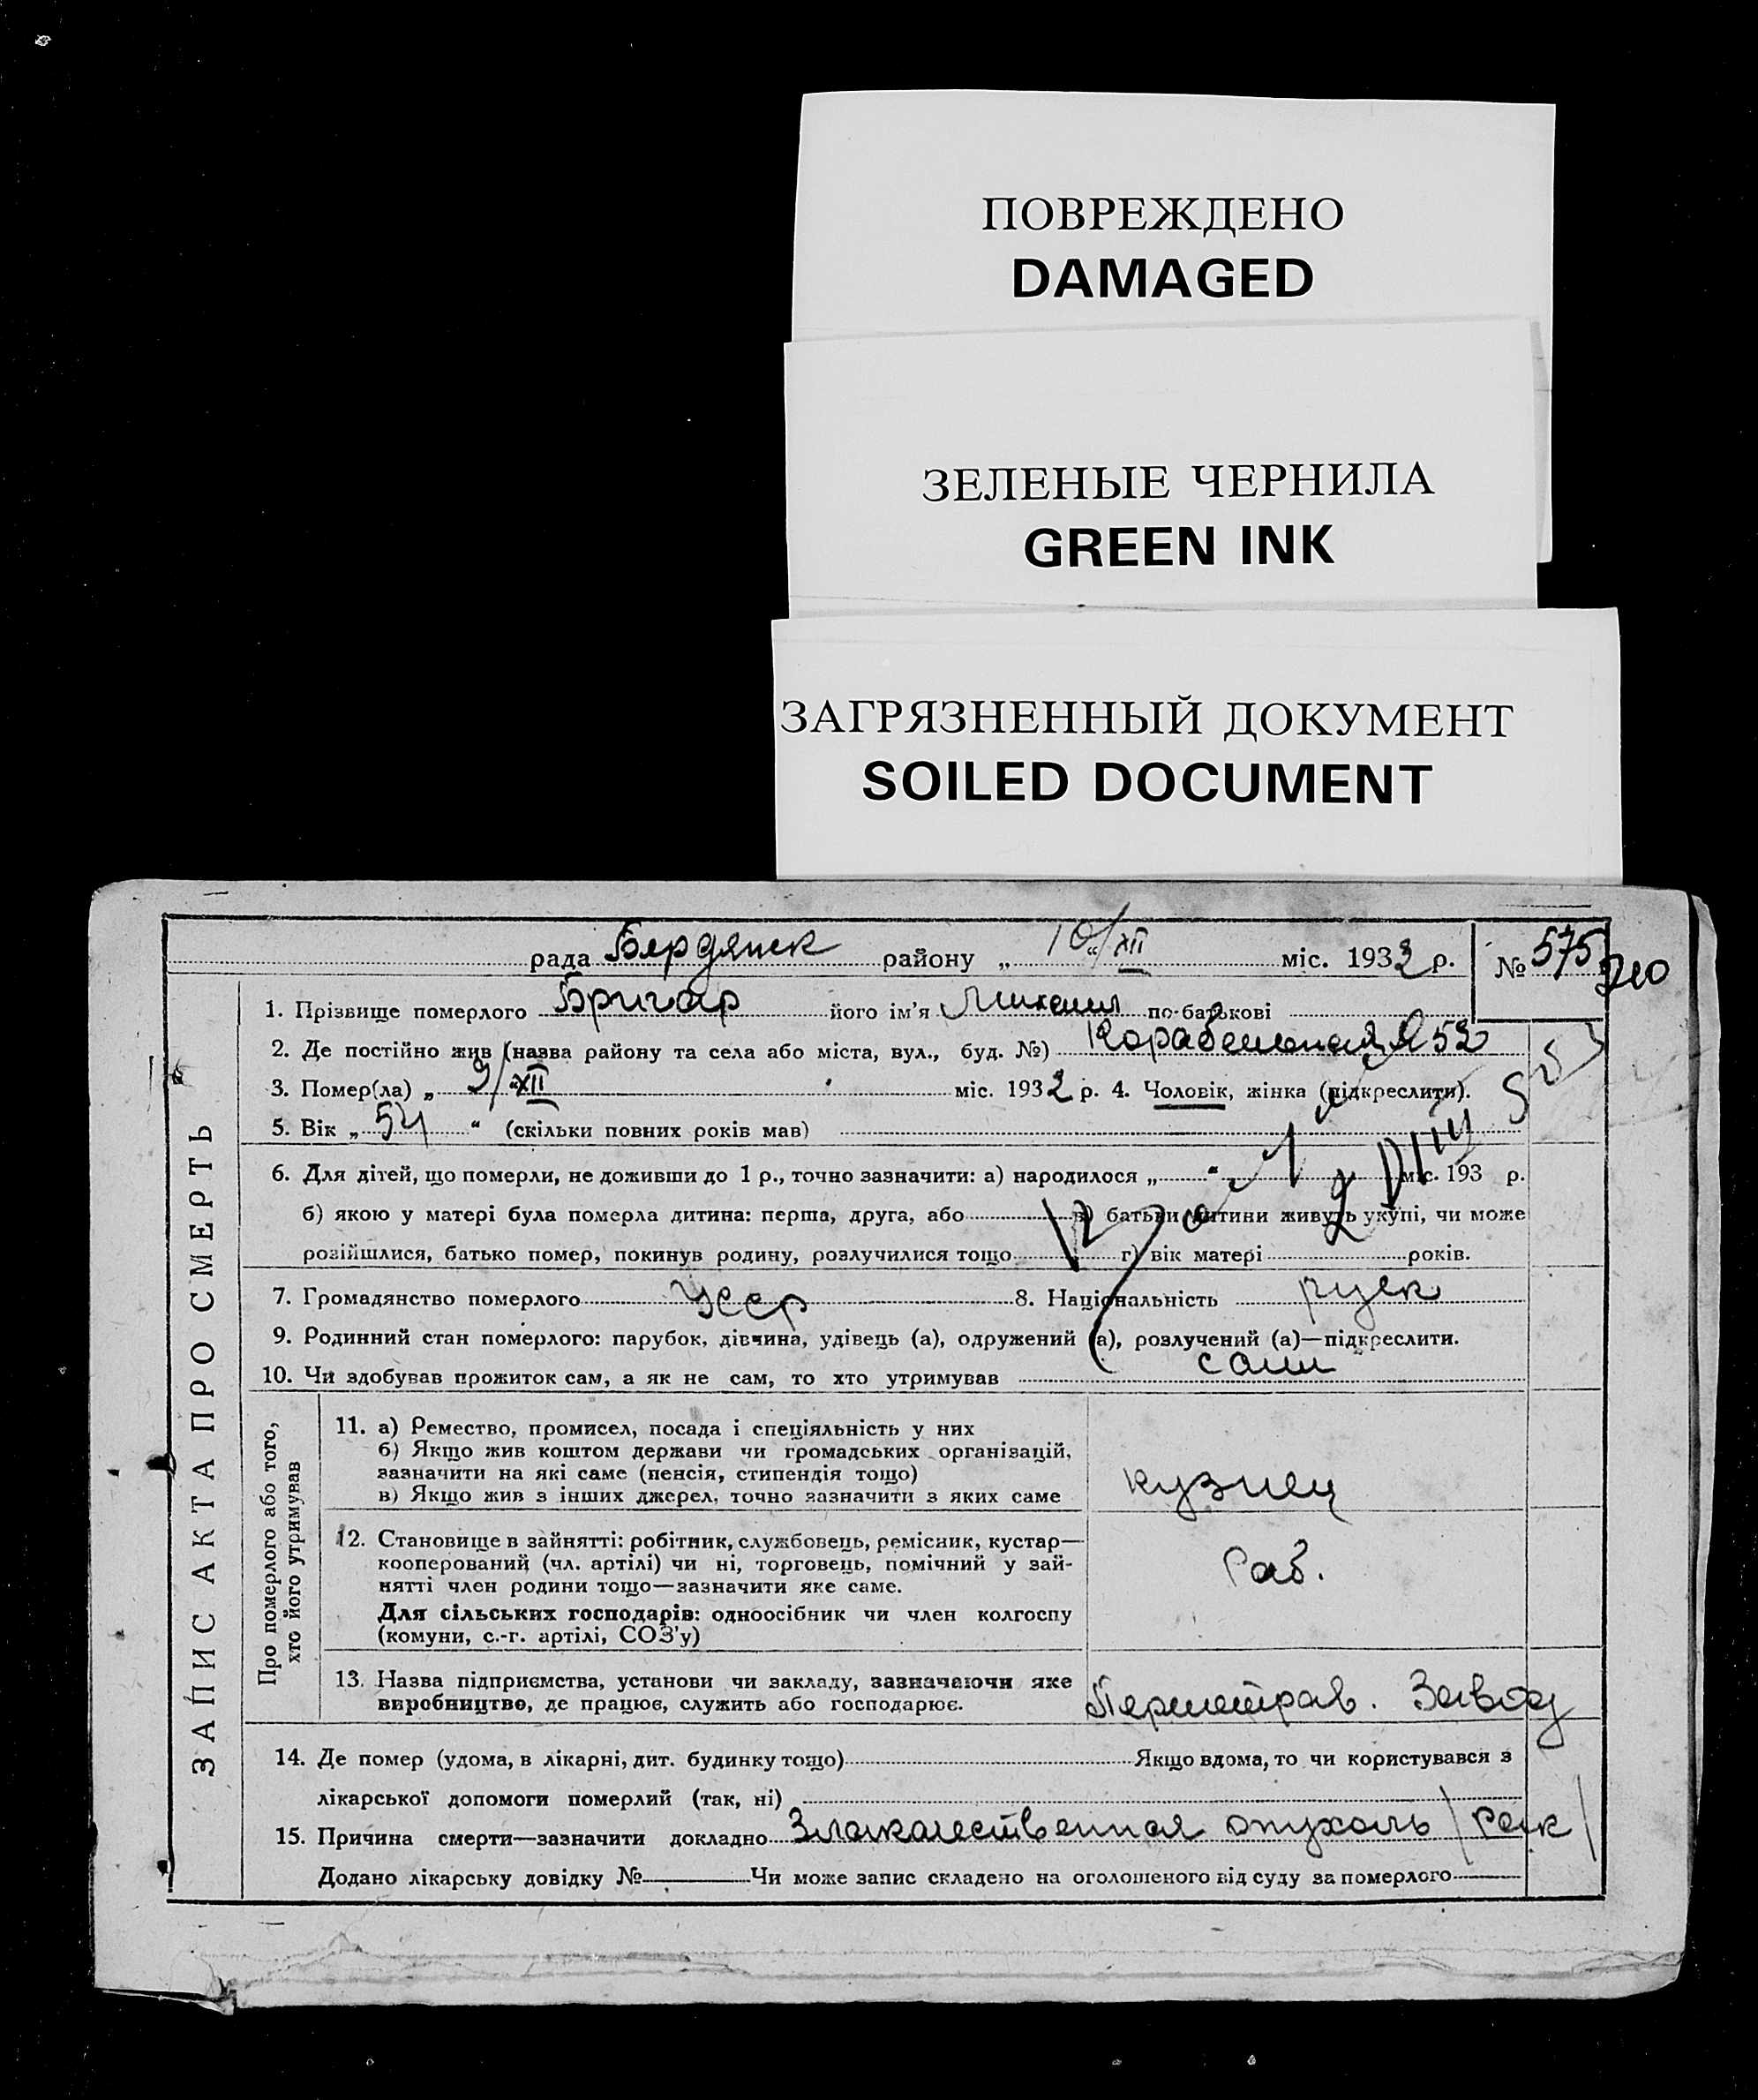 ПОВРЕЖДЕНО
DAMAGED
ЗЕЛЕНЫЕ ЧЕРНИЛА
GREEN INK
ЗАГРЯЗНЕННЫЙ ДОКУМЕНТ
SOILED DOCUMENT
рада Бердянск району „ 10/XII “ міс. 1932 р. № 575
1. Прізвище померлого Бригар його ім'я Михаил по-батькові
2. Де постійно жив (назва району та села або міста, вул., буд. №) 52
3. Помер(ла) „ 9/XII “ міс. 1932 р. 4. Чоловік, жінка (підкреслити).
5. Вік „ 54 “ (скільки повних років мав)
6. Для дітей, що померли, не доживши до 1 р., точно зазначити: а) народилося „ “ міс. 193 р.
б) якою у матері була померла дитина: перша, друга, або в) батьки дитини живуть укупі, чи може
розійшлися, батько помер, покинув родину, розлучилися тощо г) вік матері років.
7. Громадянство померлого Усср 8. Національність руск
9. Родинний стан померлого: парубок, дівчина, удівець (а), одружений (а), розлучений (а)—підкреслити.
10. Чи здобував прожиток сам, а як не сам, то хто утримував сам
ЗАПИС АКТА ПРО СМЕРТЬ
Про померлого або того,
хто його утримував
11. а) Ремество, промисел, посада і спеціяльність у них
б) Якщо жив коштом держави чи громадських організацій,
зазначити на які саме (пенсія, стипендія тощо)
в) Якщо жив з інших джерел, точно зазначити з яких саме
кузнец
12. Становище в зайнятті: робітник, службовець, ремісник, кустар—
кооперований (чл. артілі) чи ні, торговець, помічний у зай-
нятті член родини тощо—зазначити яке саме.
Для сільських господарів: одноосібник чи член колгоспу
(комуни, с.-г. артілі, СОЗ'у)
Раб.
13. Назва підприємства, установи чи закладу, зазначаючи яке
виробництво, де працює, служить або господарює.
Первомайрав. Завод
14. Де помер (удома, в лікарні, дит. будинку тощо) Якщо вдома, то чи користувався з
лікарської допомоги померлий (так, ні)
15. Причина смерти—зазначити докладно Злокачественная опухоль /рак/
Додано лікарську довідку № Чи може запис складено на оголошеного від суду за померлого